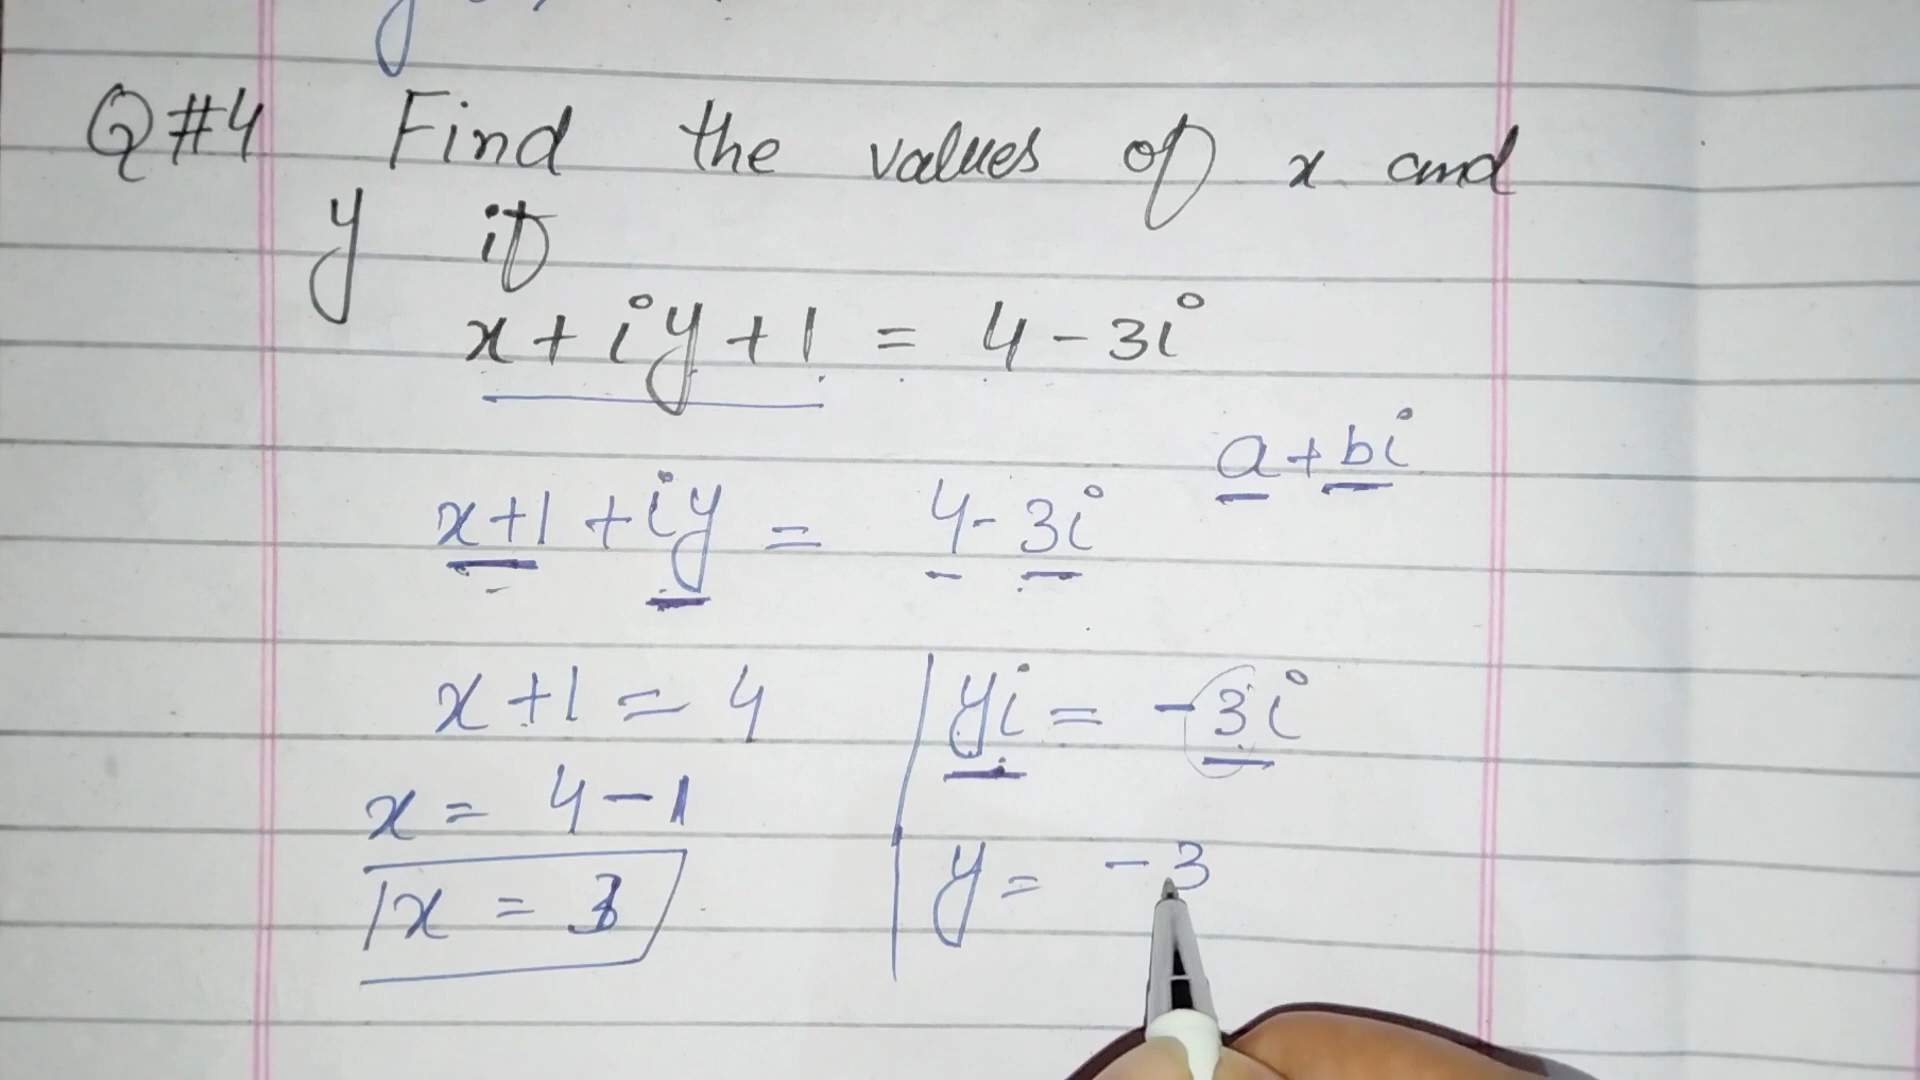 Q#4 Find the values of x and
y if
x + iy + 1 = 4 - 3i
a + bi
x+1 + iy = 4 - 3i
x + 1 = 4 | yi = -3i
x = 4 - 1
x = 3 | y = -3